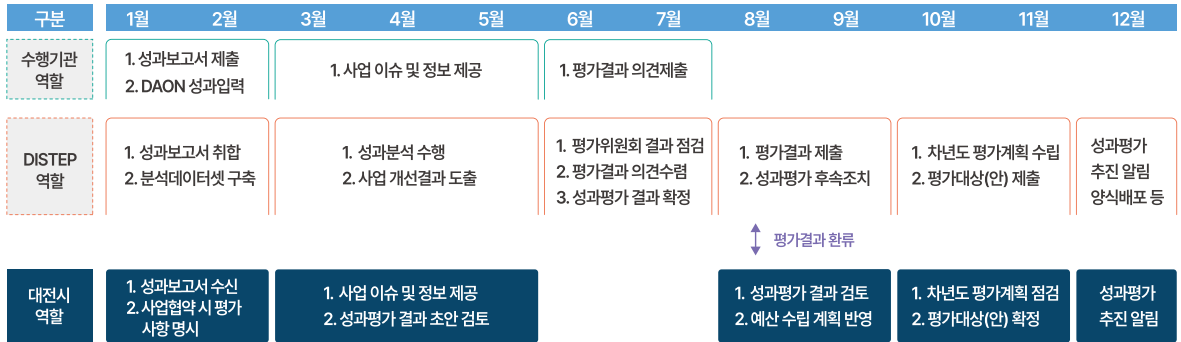 구분 1월 2월 3월 4월 5월 6월 7월 8월 9월 10월 11월 12월
수행기관
역할
1. 성과보고서 제출
2. DAON 성과입력
1. 사업 이슈 및 정보 제공
1. 평가결과 의견제출
DISTEP
역할
1. 성과보고서 취합
2. 분석데이터셋 구축
1. 성과분석 수행
2. 사업 개선결과 도출
1. 평가위원회 결과 점검
2. 평가결과 의견수렴
3. 성과평가 결과 확정
1. 평가결과 제출
2. 성과평가 후속조치
1. 차년도 평가계획 수립
2. 평가대상(안) 제출
성과평가
추진 알림
양식배포 등
평가결과 환류
대전시
역할
1. 성과보고서 수신
2. 사업협약 시 평가
사항 명시
1. 사업 이슈 및 정보 제공
2. 성과평가 결과 초안 검토
1. 성과평가 결과 검토
2. 예산 수립 계획 반영
1. 차년도 평가계획 점검
2. 평가대상(안) 확정
성과평가
추진 알림